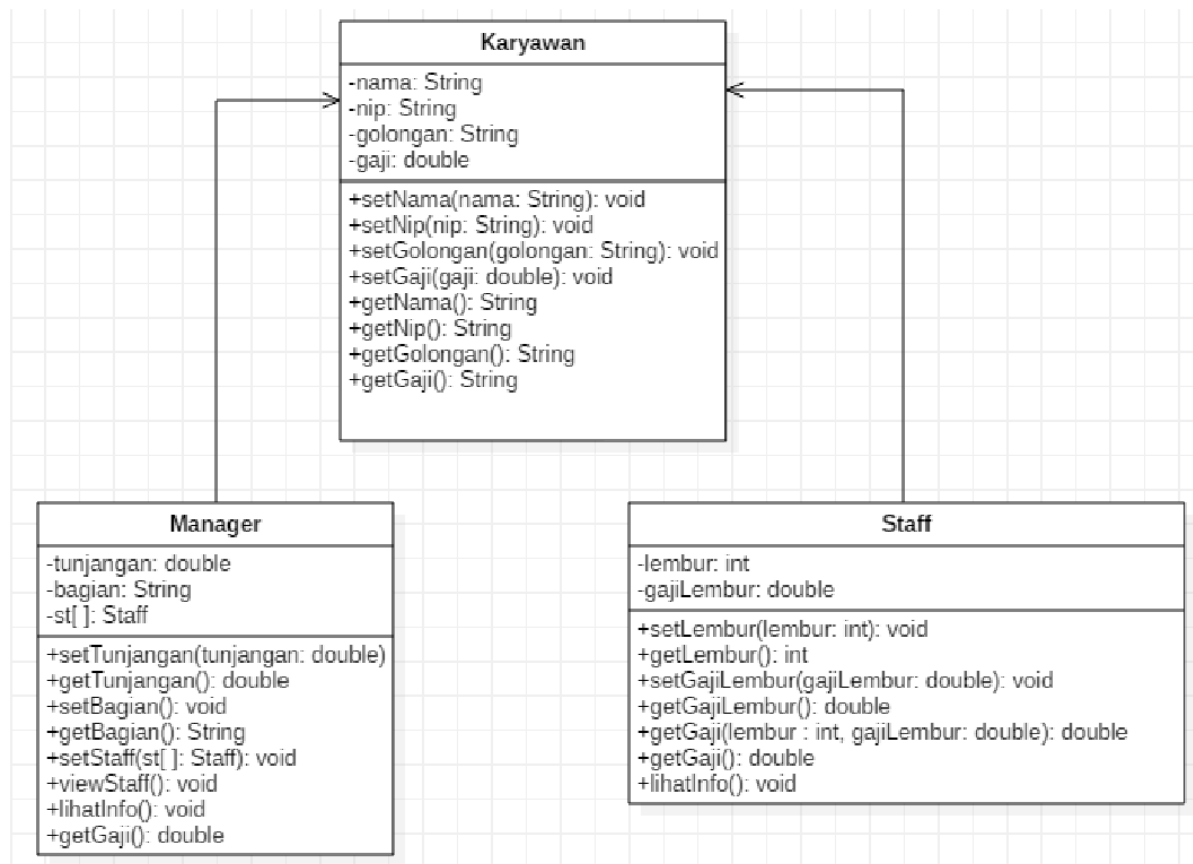 Karyawan
-nama: String
-nip: String
-golongan: String
-gaji: double
+setNama(nama: String): void
+setNip(nip: String): void
+setGolongan(golongan: String): void
+setGaji(gaji: double): void
+getNama(): String
+getNip(): String
+getGolongan(): String
+getGaji(): String
Manager
-tunjangan: double
-bagian: String
-st[ ]: Staff
+setTunjangan(tunjangan: double)
+getTunjangan(): double
+setBagian(): void
+getBagian(): String
+setStaff(st[ ]: Staff): void
+viewStaff(): void
+lihatInfo(): void
+getGaji(): double
Staff
-lembur: int
-gajiLembur: double
+setLembur(lembur: int): void
+getLembur(): int
+setGajiLembur(gajiLembur: double): void
+getGajiLembur(): double
+getGaji(lembur : int, gajiLembur: double): double
+getGaji(): double
+lihatInfo(): void